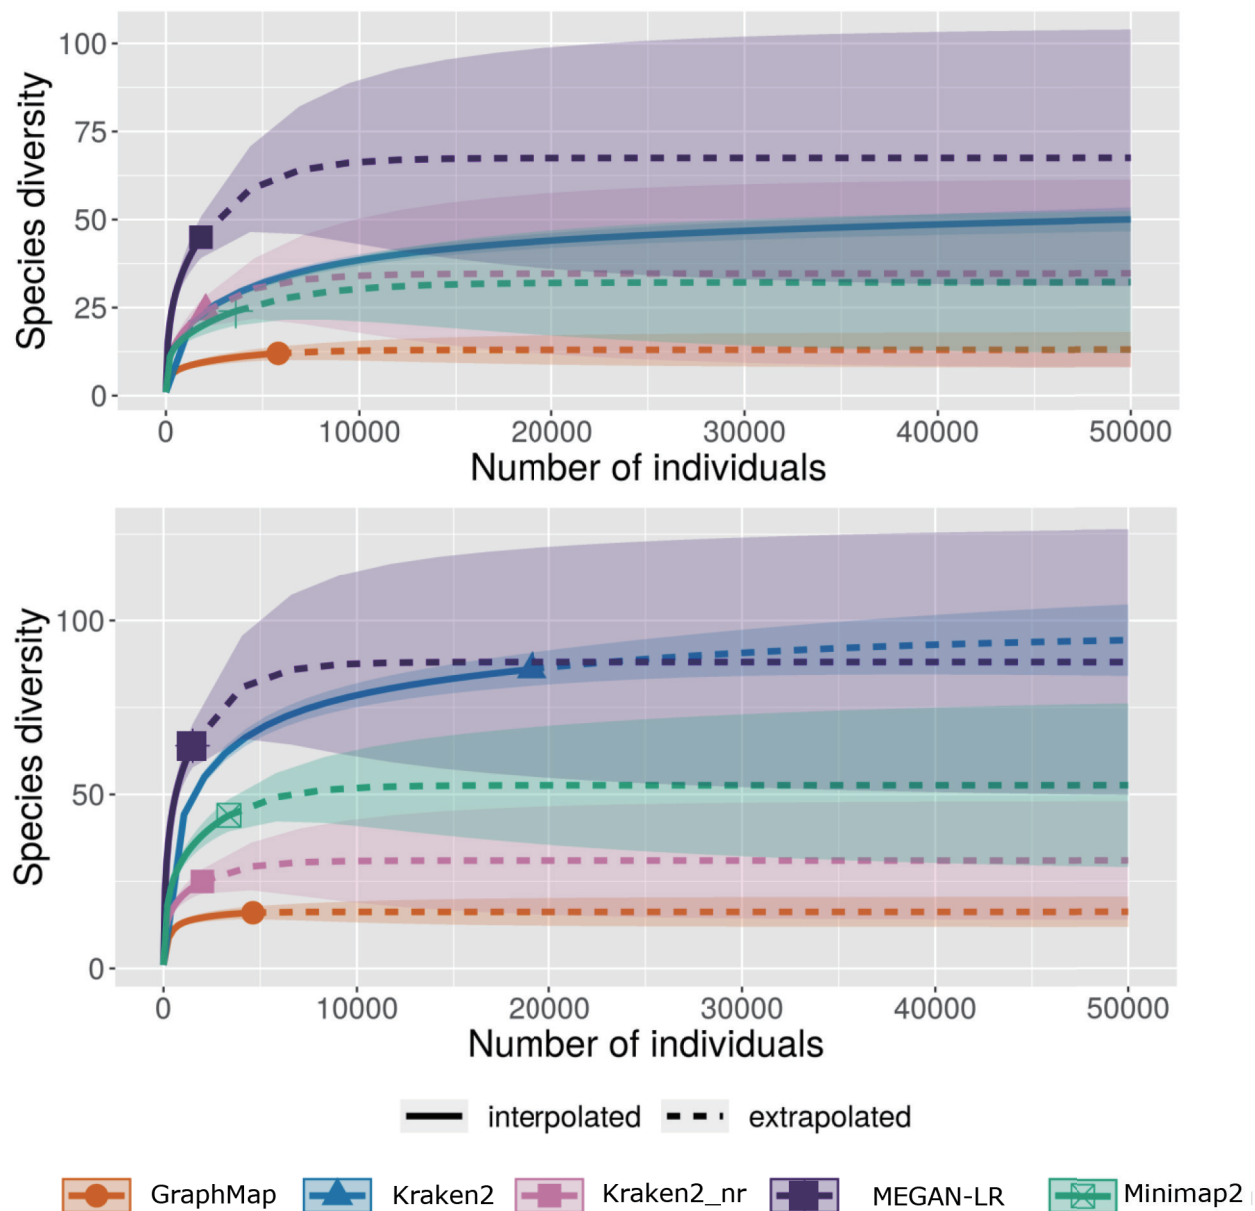 Species diversity
100
75
50
25
0
0 10000 20000 30000 40000 50000
Number of individuals
Species diversity
100
50
0
0 10000 20000 30000 40000 50000
Number of individuals
interpolated extrapolated
GraphMap Kraken2 Kraken2_nr MEGAN-LR Minimap2